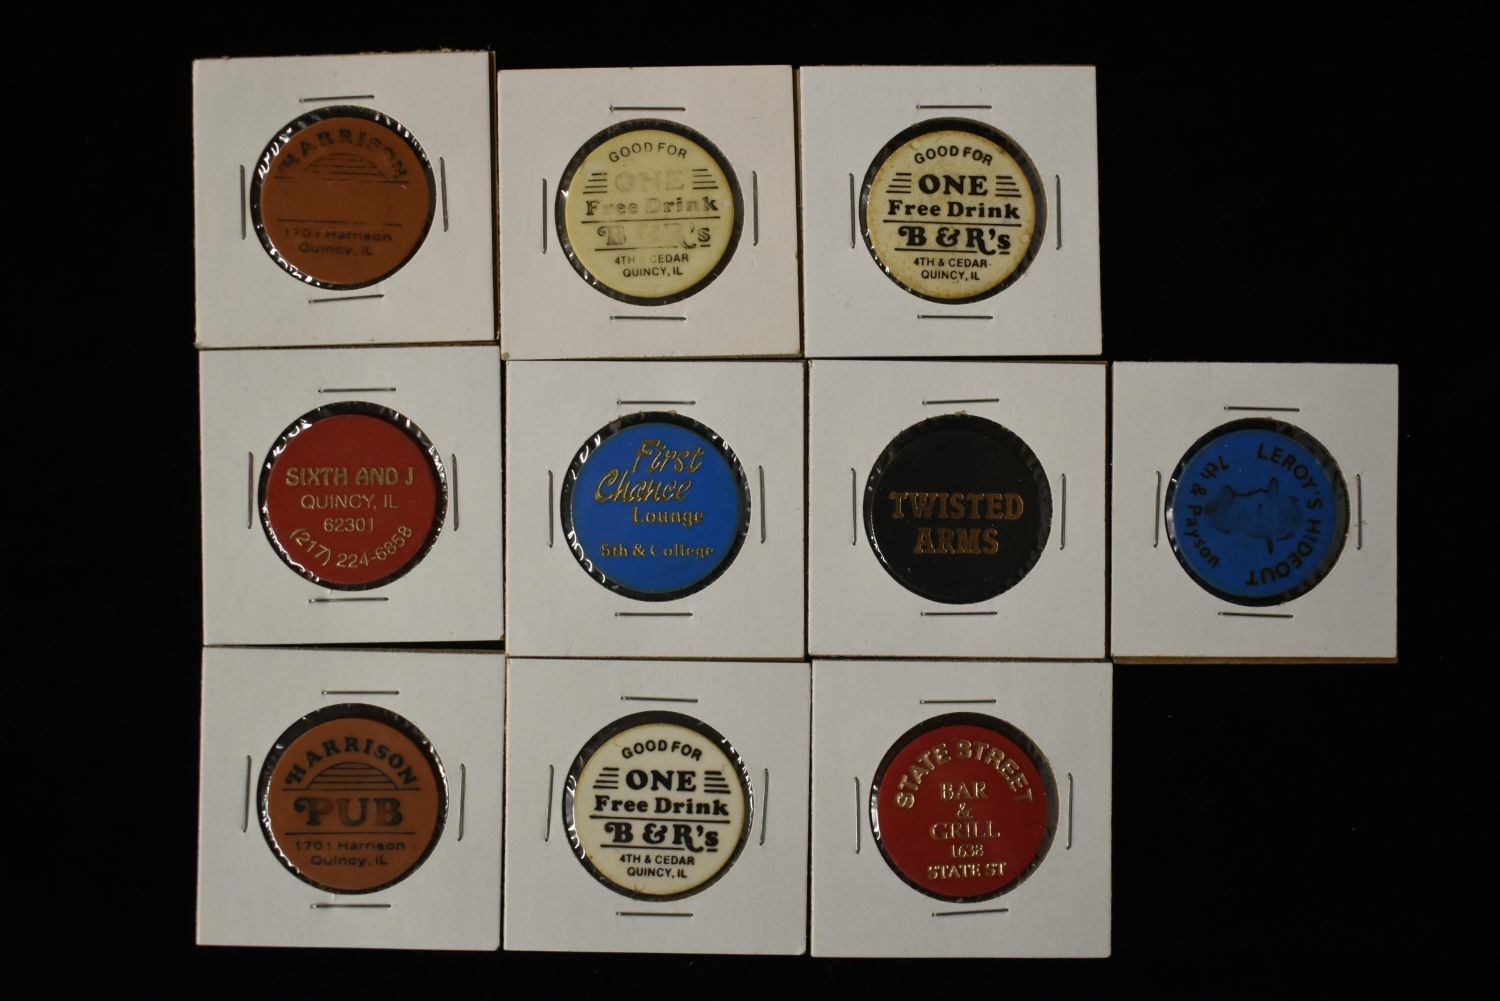 HARRISON
1701 Harrison
Quincy, IL
GOOD FOR
ONE
Free Drink
B & R's
4TH & CEDAR
QUINCY, IL
GOOD FOR
ONE
Free Drink
B & R's
4TH & CEDAR
QUINCY, IL
SIXTH AND J
QUINCY, IL
62301
(217) 224-6858
First
Chance
Lounge
5th & College
TWISTED
ARMS
LEROY'S HIDEOUT
7th & Payson
HARRISON
PUB
1701 Harrison
Quincy, IL
GOOD FOR
ONE
Free Drink
B & R's
4TH & CEDAR
QUINCY, IL
STATE STREET
BAR
&
GRILL
1638
STATE ST